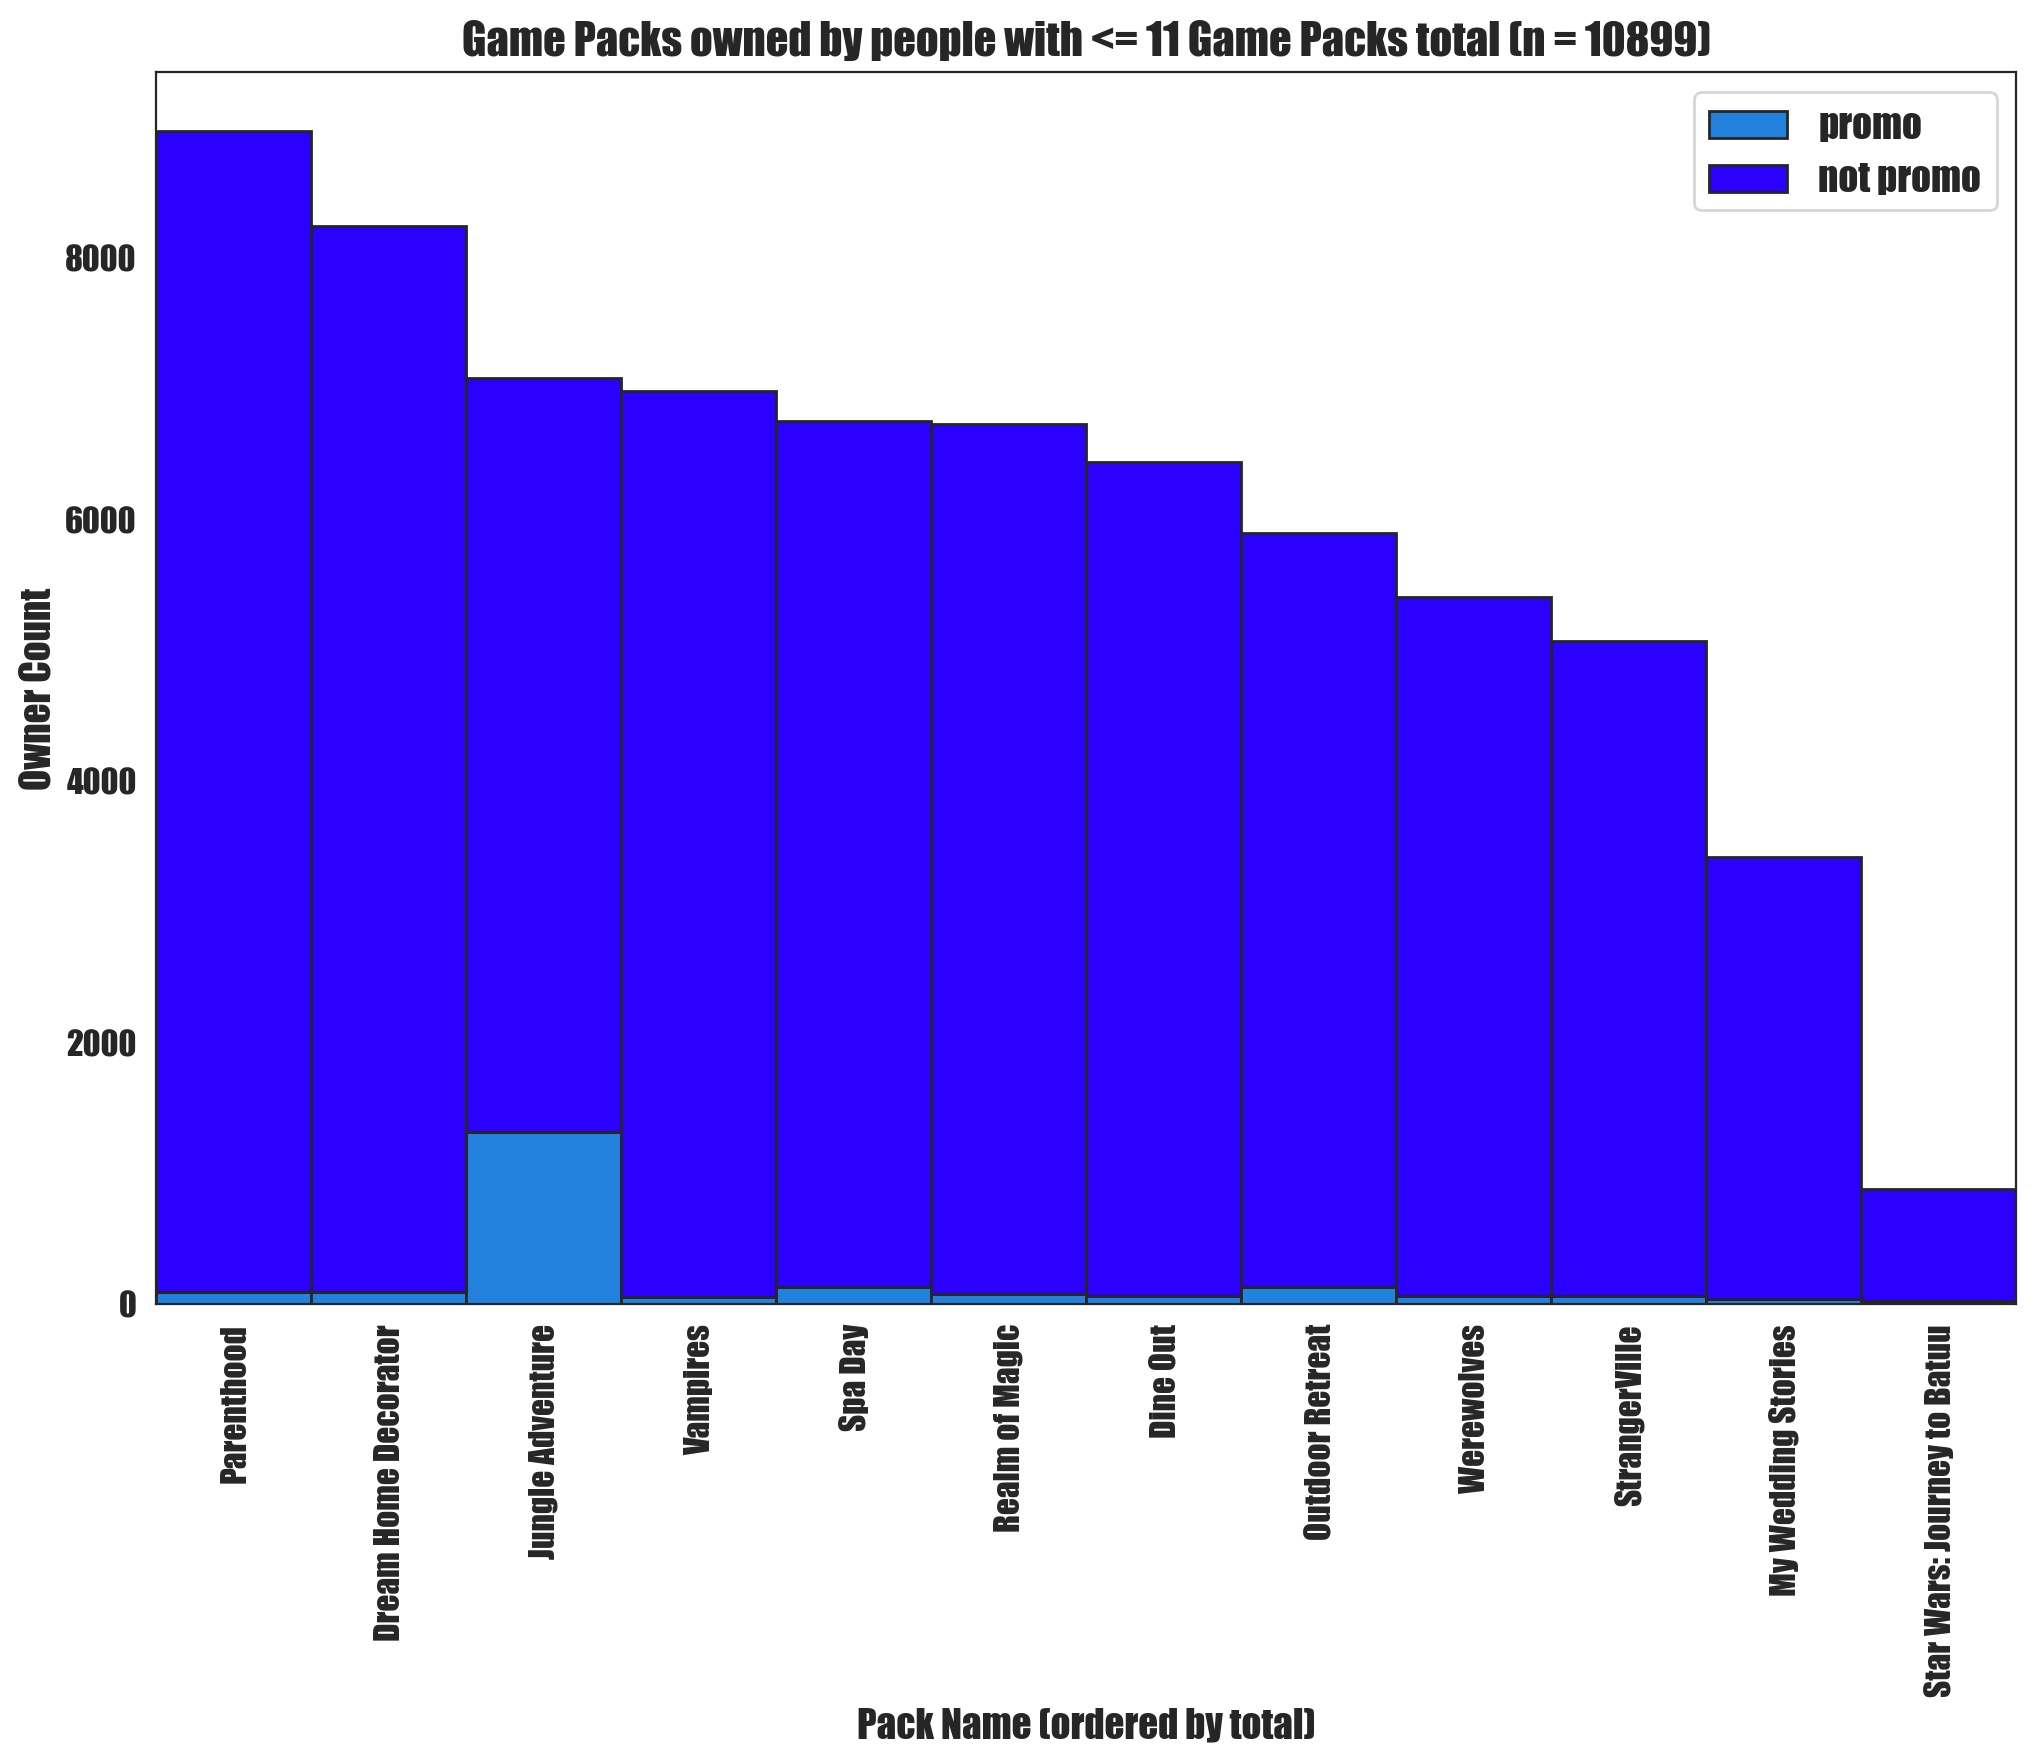 Game Packs owned by people with <= 11 Game Packs total (n = 10899)
promo
not promo
Owner Count
8000
6000
4000
2000
0
Parenthood
Dream Home Decorator
Jungle Adventure
Vampires
Spa Day
Realm of Magic
Dine Out
Outdoor Retreat
Werewolves
StrangerVille
My Wedding Stories
Star Wars: Journey to Batuu
Pack Name (ordered by total)